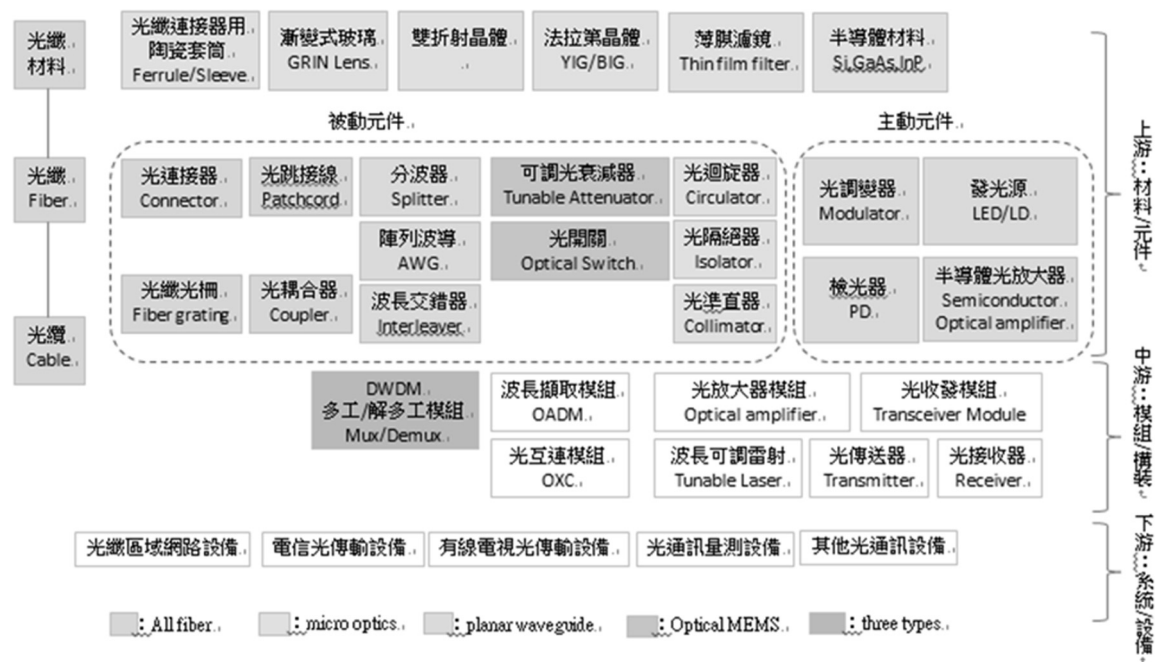 光纖
材料
光纖連接器用
陶瓷套筒
Ferrule/Sleeve
漸變式玻璃
GRIN Lens
雙折射晶體
法拉第晶體
YIG/BIG
薄膜濾鏡
Thin film filter
半導體材料
Si,GaAs,InP
被動元件
主動元件
光纖
Fiber
光連接器
Connector
光跳接線
Patchcord
分波器
Splitter
可調光衰減器
Tunable Attenuator
光迴旋器
Circulator
光調變器
Modulator
發光源
LED/LD
陣列波導
AWG
光開關
Optical Switch
光隔絕器
Isolator
光纖光柵
Fiber grating
光耦合器
Coupler
波長交錯器
Interleaver
光準直器
Collimator
檢光器
PD
半導體光放大器
Semiconductor
Optical amplifier
光纜
Cable
上游：材料/元件
DWDM
多工/解多工模組
Mux/Demux
波長擷取模組
OADM
光放大器模組
Optical amplifier
光收發模組
Transceiver Module
光互連模組
OXC
波長可調雷射
Tunable Laser
光傳送器
Transmitter
光接收器
Receiver
中游：模組/構裝
光纖區域網路設備
電信光傳輸設備
有線電視光傳輸設備
光通訊量測設備
其他光通訊設備
下游：系統/設備
：All fiber
：micro optics
：planar waveguide
：Optical MEMS
：three types